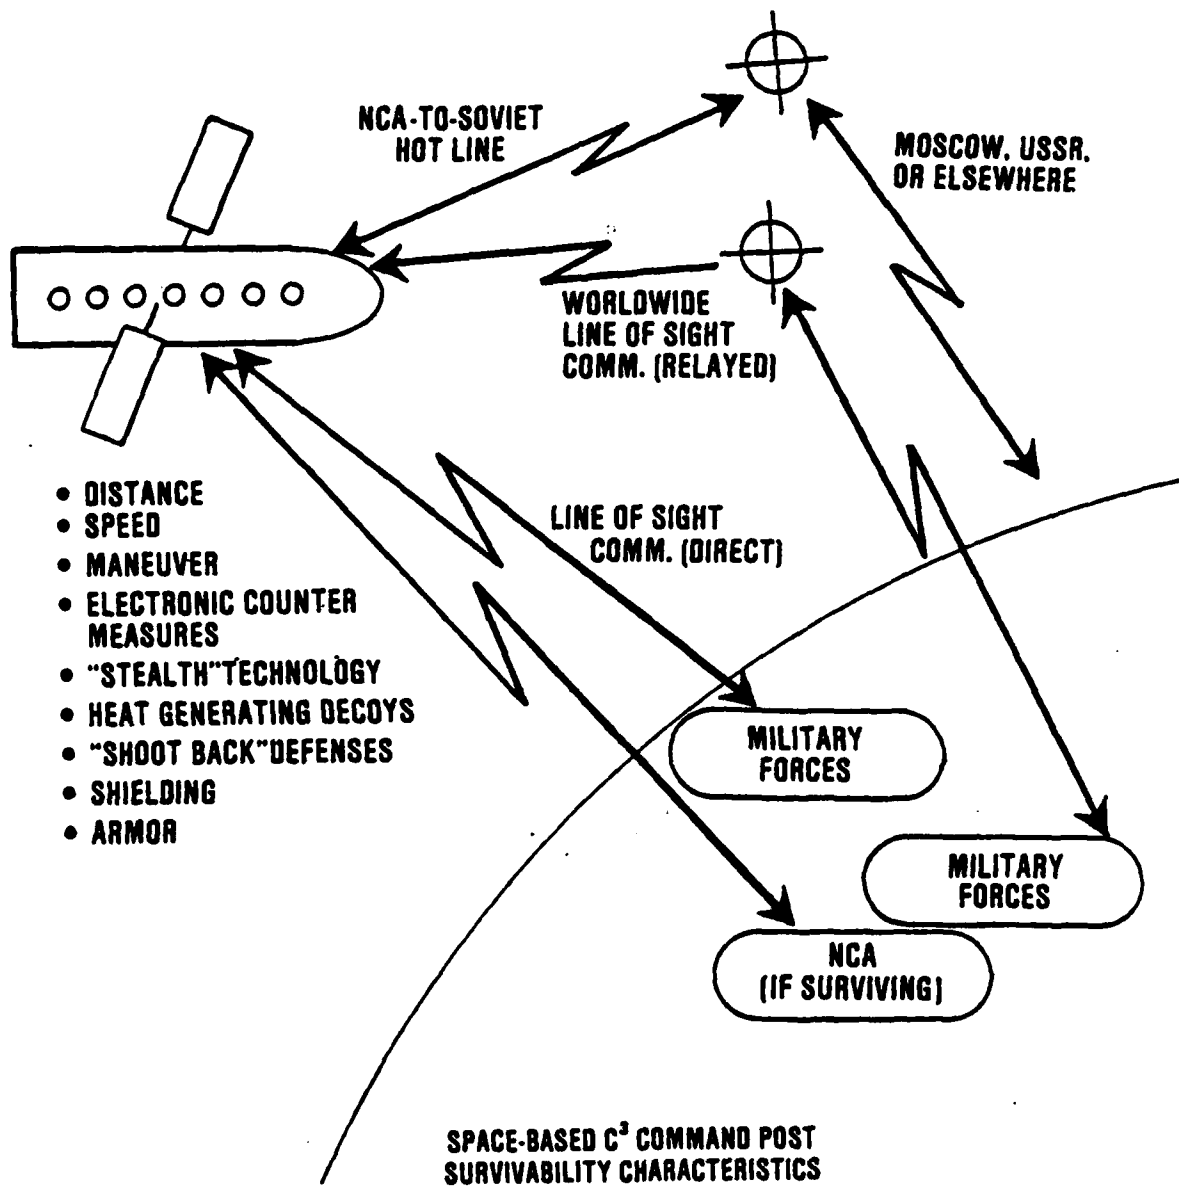 NCA-TO-SOVIET
HOT LINE
MOSCOW, USSR,
OR ELSEWHERE
WORLDWIDE
LINE OF SIGHT
COMM. (RELAYED)
• DISTANCE
• SPEED
• MANEUVER
• ELECTRONIC COUNTER
MEASURES
• "STEALTH" TECHNOLOGY
• HEAT GENERATING DECOYS
• "SHOOT BACK" DEFENSES
• SHIELDING
• ARMOR
LINE OF SIGHT
COMM. (DIRECT)
MILITARY
FORCES
MILITARY
FORCES
NCA
(IF SURVIVING)
SPACE-BASED C³ COMMAND POST
SURVIVABILITY CHARACTERISTICS